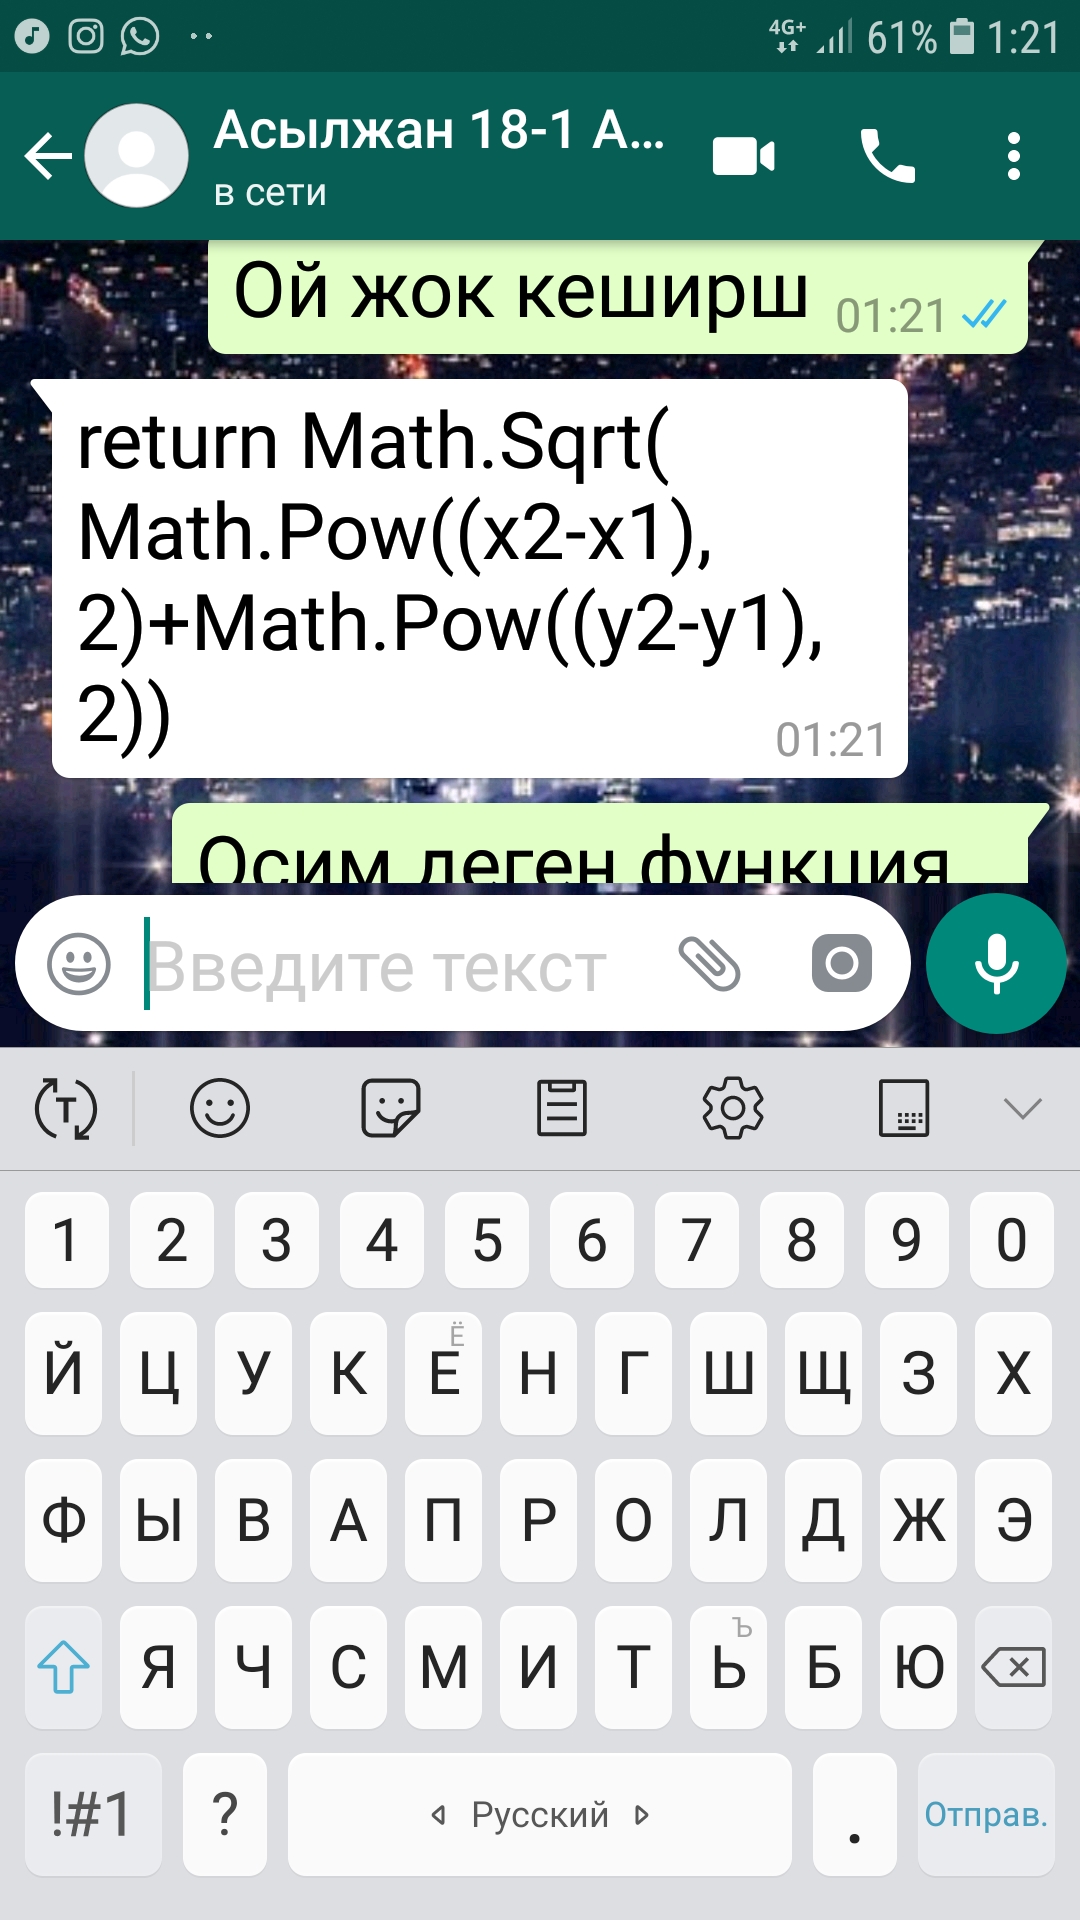 4G+ 61% 1:21
Асылжан 18-1 А...
в сети
Ой жок кеширш 01:21
return Math.Sqrt(
Math.Pow((x2-x1),
2)+Math.Pow((y2-y1),
2))
01:21
Осим деген функция
Введите текст
T
1 2 3 4 5 6 7 8 9 0
Ё
Й Ц У К Е Н Г Ш Щ З Х
Ф Ы В А П Р О Л Д Ж Э
Ъ
Я Ч С М И Т Ь Б Ю
!#1 ? Русский . Отправ.